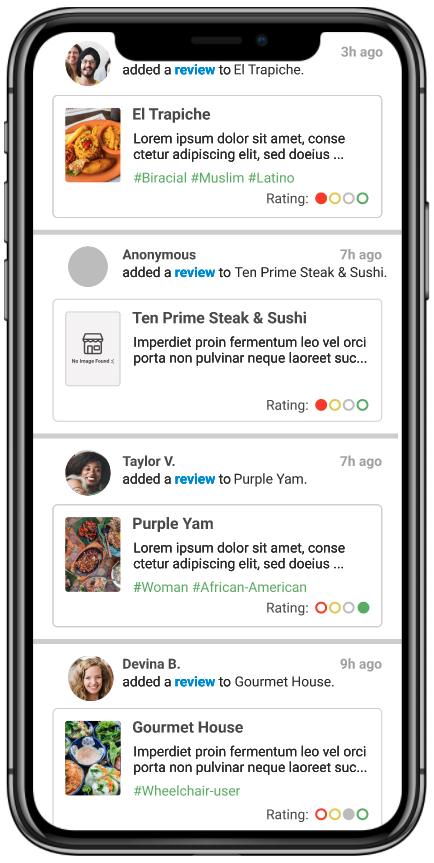 3h ago
added a review to El Trapiche.
El Trapiche
Lorem ipsum dolor sit amet, conse
ctetur adipiscing elit, sed doeius ...
#Biracial #Muslim #Latino
Rating:
Anonymous
7h ago
added a review to Ten Prime Steak & Sushi.
No Image Found :(
Ten Prime Steak & Sushi
Imperdiet proin fermentum leo vel orci
porta non pulvinar neque laoreet suc...
Rating:
Taylor V.
7h ago
added a review to Purple Yam.
Purple Yam
Lorem ipsum dolor sit amet, conse
ctetur adipiscing elit, sed doeius ...
#Woman #African-American
Rating:
Devina B.
9h ago
added a review to Gourmet House.
Gourmet House
Imperdiet proin fermentum leo vel orci
porta non pulvinar neque laoreet suc...
#Wheelchair-user
Rating: